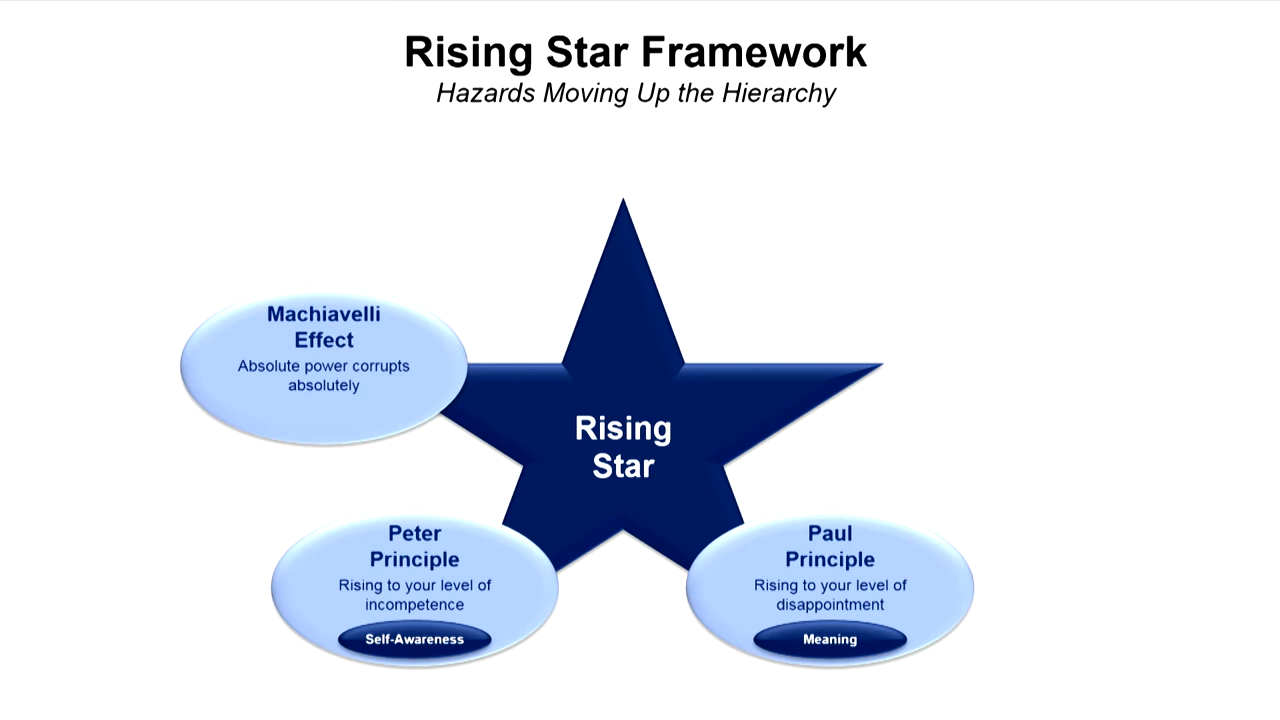 Rising Star Framework
Hazards Moving Up the Hierarchy
Machiavelli
Effect
Absolute power corrupts
absolutely
Rising
Star
Peter
Principle
Rising to your level of
incompetence
Self-Awareness
Paul
Principle
Rising to your level of
disappointment
Meaning